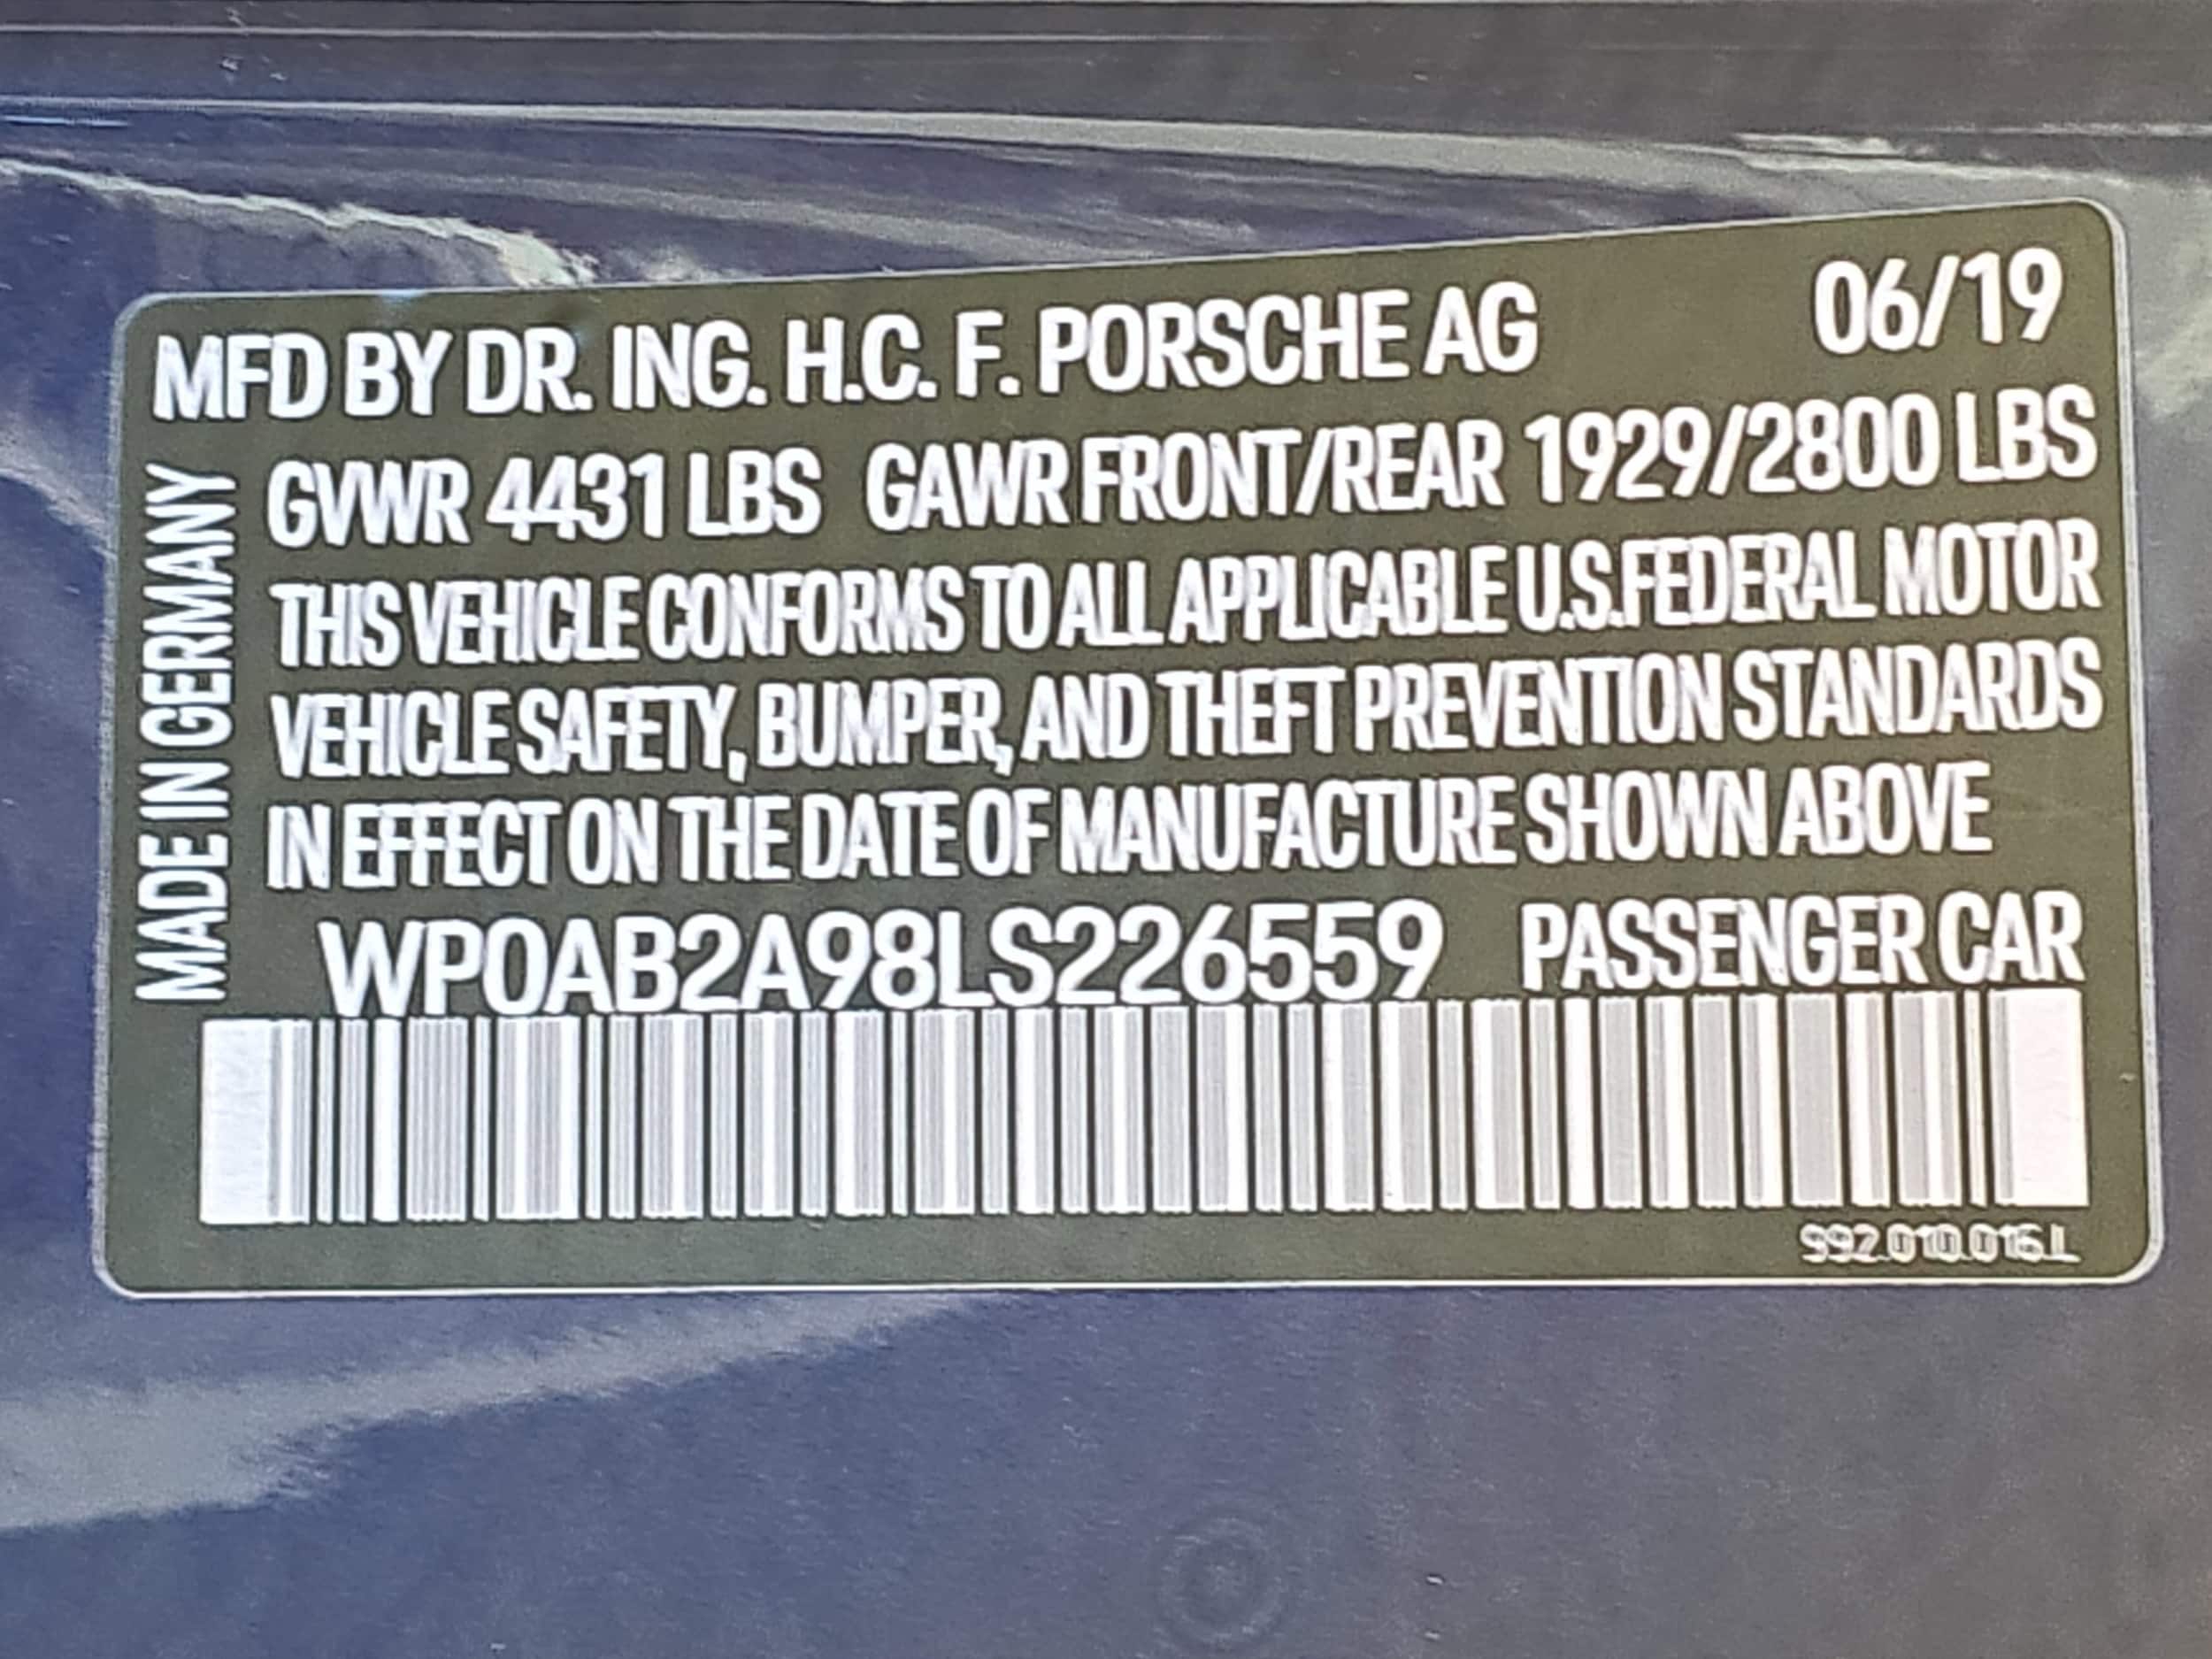 MFD BY DR. ING. H.C. F. PORSCHE AG 06/19
GVWR 4431 LBS GAWR FRONT/REAR 1929/2800 LBS
THIS VEHICLE CONFORMS TO ALL APPLICABLE U.S.FEDERAL MOTOR
VEHICLE SAFETY, BUMPER, AND THEFT PREVENTION STANDARDS
IN EFFECT ON THE DATE OF MANUFACTURE SHOWN ABOVE
WP0AB2A98LS226559 PASSENGER CAR
992.010.016.L
MADE IN GERMANY